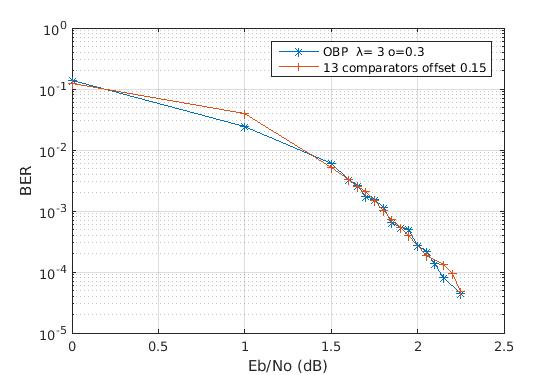 10^0
10^-1
10^-2
10^-3
10^-4
10^-5
BER
OBP λ= 3 o=0.3
13 comparators offset 0.15
0 0.5 1 1.5 2 2.5
Eb/No (dB)